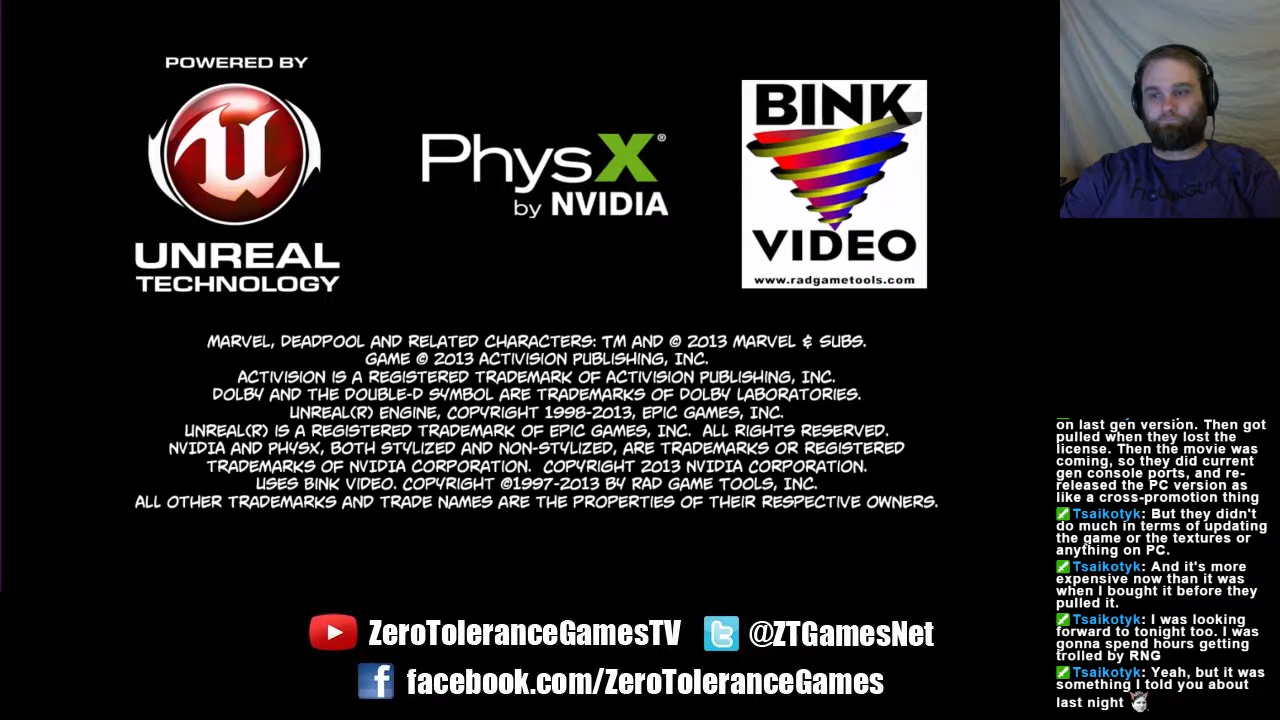 POWERED BY
UNREAL
TECHNOLOGY
PhysX®
by NVIDIA
BINK
VIDEO
www.radgametools.com
MARVEL, DEADPOOL AND RELATED CHARACTERS: TM AND © 2013 MARVEL & SUBS.
GAME © 2013 ACTIVISION PUBLISHING, INC.
ACTIVISION IS A REGISTERED TRADEMARK OF ACTIVISION PUBLISHING, INC.
DOLBY AND THE DOUBLE-D SYMBOL ARE TRADEMARKS OF DOLBY LABORATORIES.
UNREAL(R) ENGINE, COPYRIGHT 1998-2013, EPIC GAMES, INC.
UNREAL(R) IS A REGISTERED TRADEMARK OF EPIC GAMES, INC. ALL RIGHTS RESERVED.
NVIDIA AND PHYSX, BOTH STYLIZED AND NON-STYLIZED, ARE TRADEMARKS OR REGISTERED
TRADEMARKS OF NVIDIA CORPORATION. COPYRIGHT 2013 NVIDIA CORPORATION.
USES BINK VIDEO. COPYRIGHT ©1997-2013 BY RAD GAME TOOLS, INC.
ALL OTHER TRADEMARKS AND TRADE NAMES ARE THE PROPERTIES OF THEIR RESPECTIVE OWNERS.
ZeroToleranceGamesTV
@ZTGamesNet
facebook.com/ZeroToleranceGames
on last gen version. Then got
pulled when they lost the
license. Then the movie was
coming, so they did current
gen console ports, and re-
released the PC version as
like a cross-promotion thing
Tsaikotyk: But they didn't
do much in terms of updating
the game or the textures or
anything on PC.
Tsaikotyk: And it's more
expensive now than it was
when I bought it before they
pulled it.
Tsaikotyk: I was looking
forward to tonight too. I was
gonna spend hours getting
trolled by RNG
Tsaikotyk: Yeah, but it was
something I told you about
last night